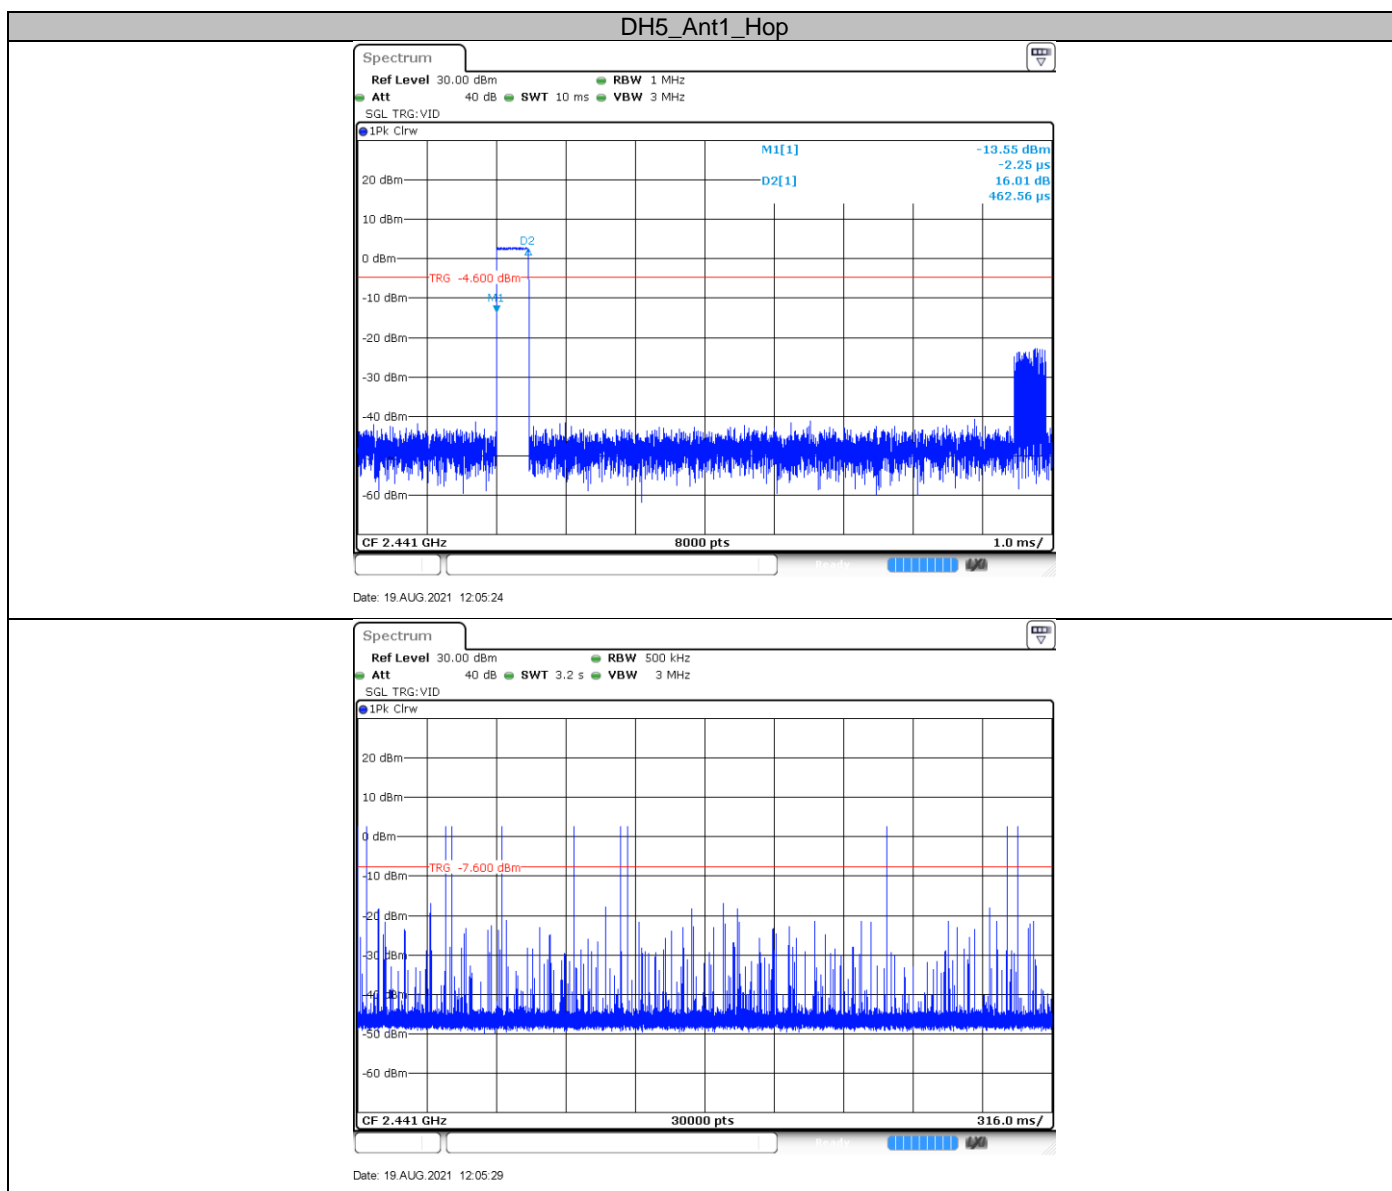 DH5_Ant1_Hop
Spectrum
Ref Level 30.00 dBm RBW 1 MHz
Att 40 dB SWT 10 ms VBW 3 MHz
SGL TRG:VID
1Pk Clrw
M1[1] -13.55 dBm
-2.25 µs
20 dBm D2[1] 16.01 dB
462.56 µs
10 dBm
D2
0 dBm
TRG -4.600 dBm
-10 dBm M1
-20 dBm
-30 dBm
-40 dBm
-60 dBm
CF 2.441 GHz 8000 pts 1.0 ms/
Ready
Date: 19.AUG.2021 12:05:24
Spectrum
Ref Level 30.00 dBm RBW 500 kHz
Att 40 dB SWT 3.2 s VBW 3 MHz
SGL TRG:VID
1Pk Clrw
20 dBm
10 dBm
0 dBm
TRG -7.600 dBm
-10 dBm
-20 dBm
-30 dBm
-40 dBm
-50 dBm
-60 dBm
CF 2.441 GHz 30000 pts 316.0 ms/
Ready
Date: 19.AUG.2021 12:05:29